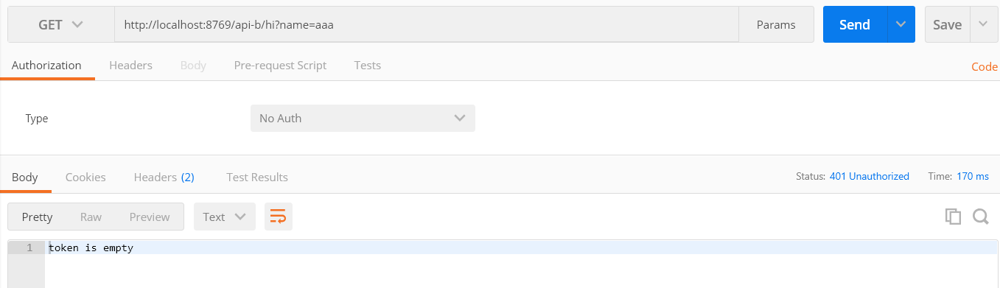 GET http://localhost:8769/api-b/hi?name=aaa Params Send Save
Authorization Headers Body Pre-request Script Tests Code
Type No Auth
Body Cookies Headers (2) Test Results Status: 401 Unauthorized Time: 170 ms
Pretty Raw Preview Text
1 token is empty